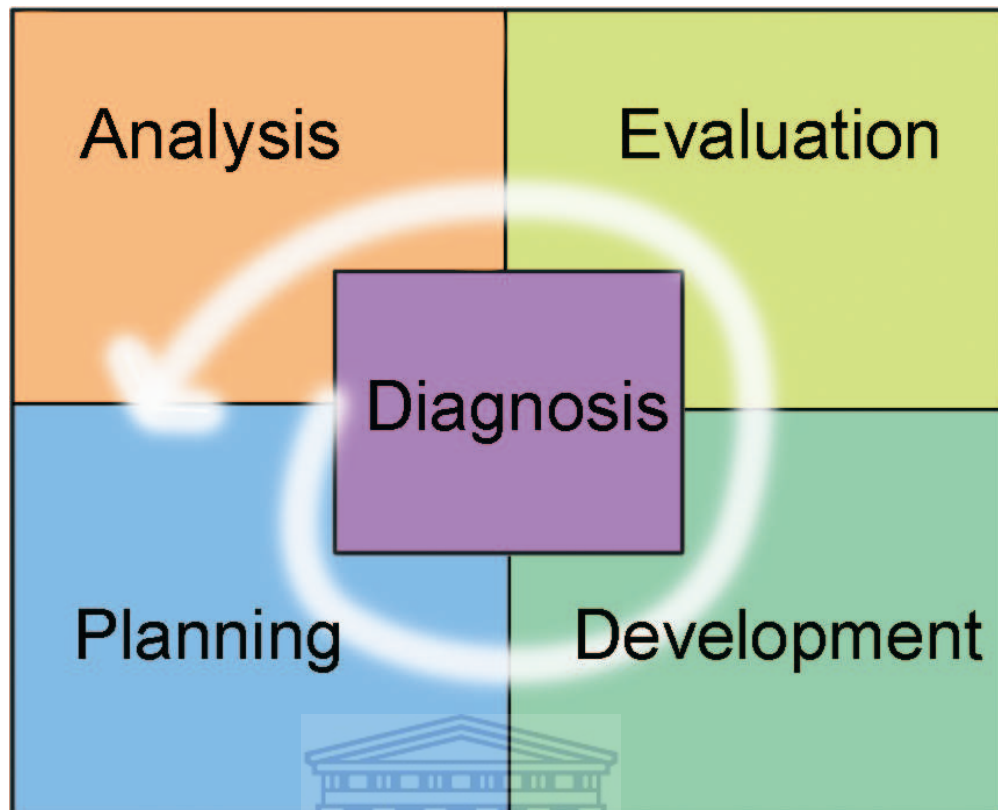 Analysis
Evaluation
Diagnosis
Planning
Development